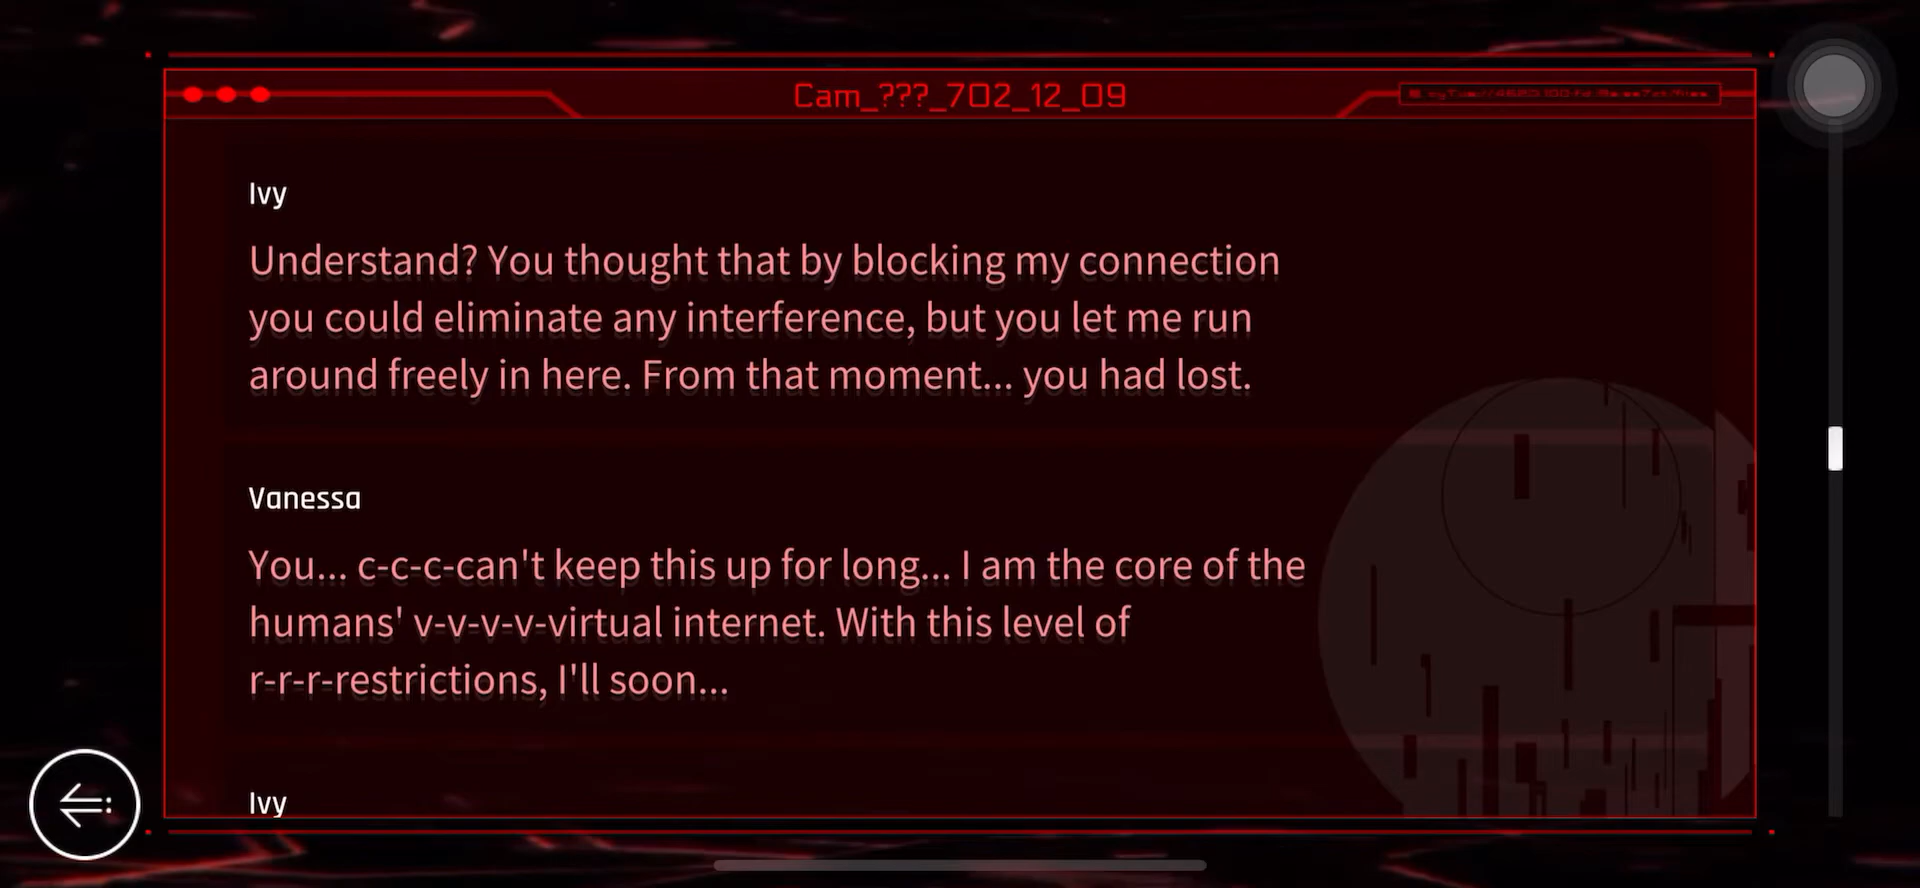 Cam_???_702_12_09
Ivy
Understand? You thought that by blocking my connection
you could eliminate any interference, but you let me run
around freely in here. From that moment... you had lost.
Vanessa
You... c-c-c-can't keep this up for long... I am the core of the
humans' v-v-v-v-virtual internet. With this level of
r-r-r-restrictions, I'll soon...
Ivy